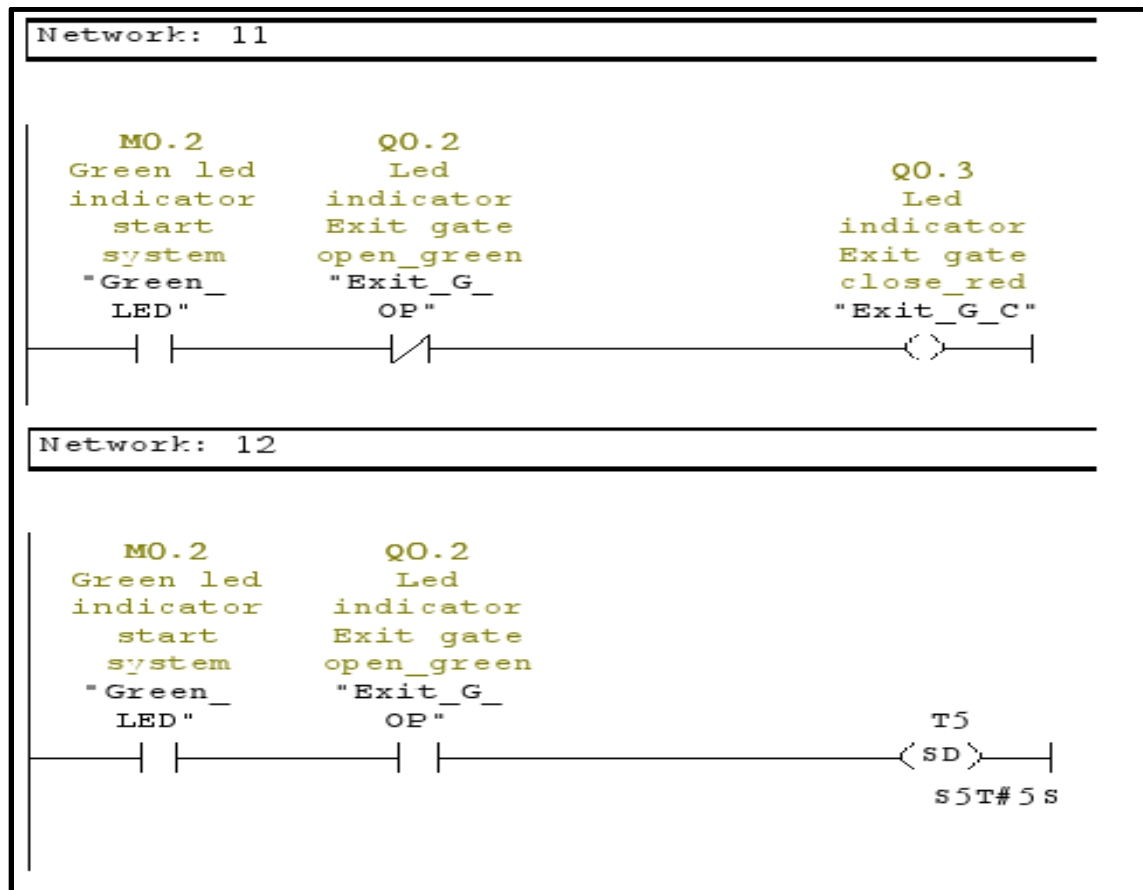 Network: 11
M0.2
Green led
indicator
start
system
"Green_
LED"
Q0.2
Led
indicator
Exit gate
open_green
"Exit_G_
OP"
Q0.3
Led
indicator
Exit gate
close_red
"Exit_G_C"
Network: 12
M0.2
Green led
indicator
start
system
"Green_
LED"
Q0.2
Led
indicator
Exit gate
open_green
"Exit_G_
OP"
T5
SD
S5T#5S